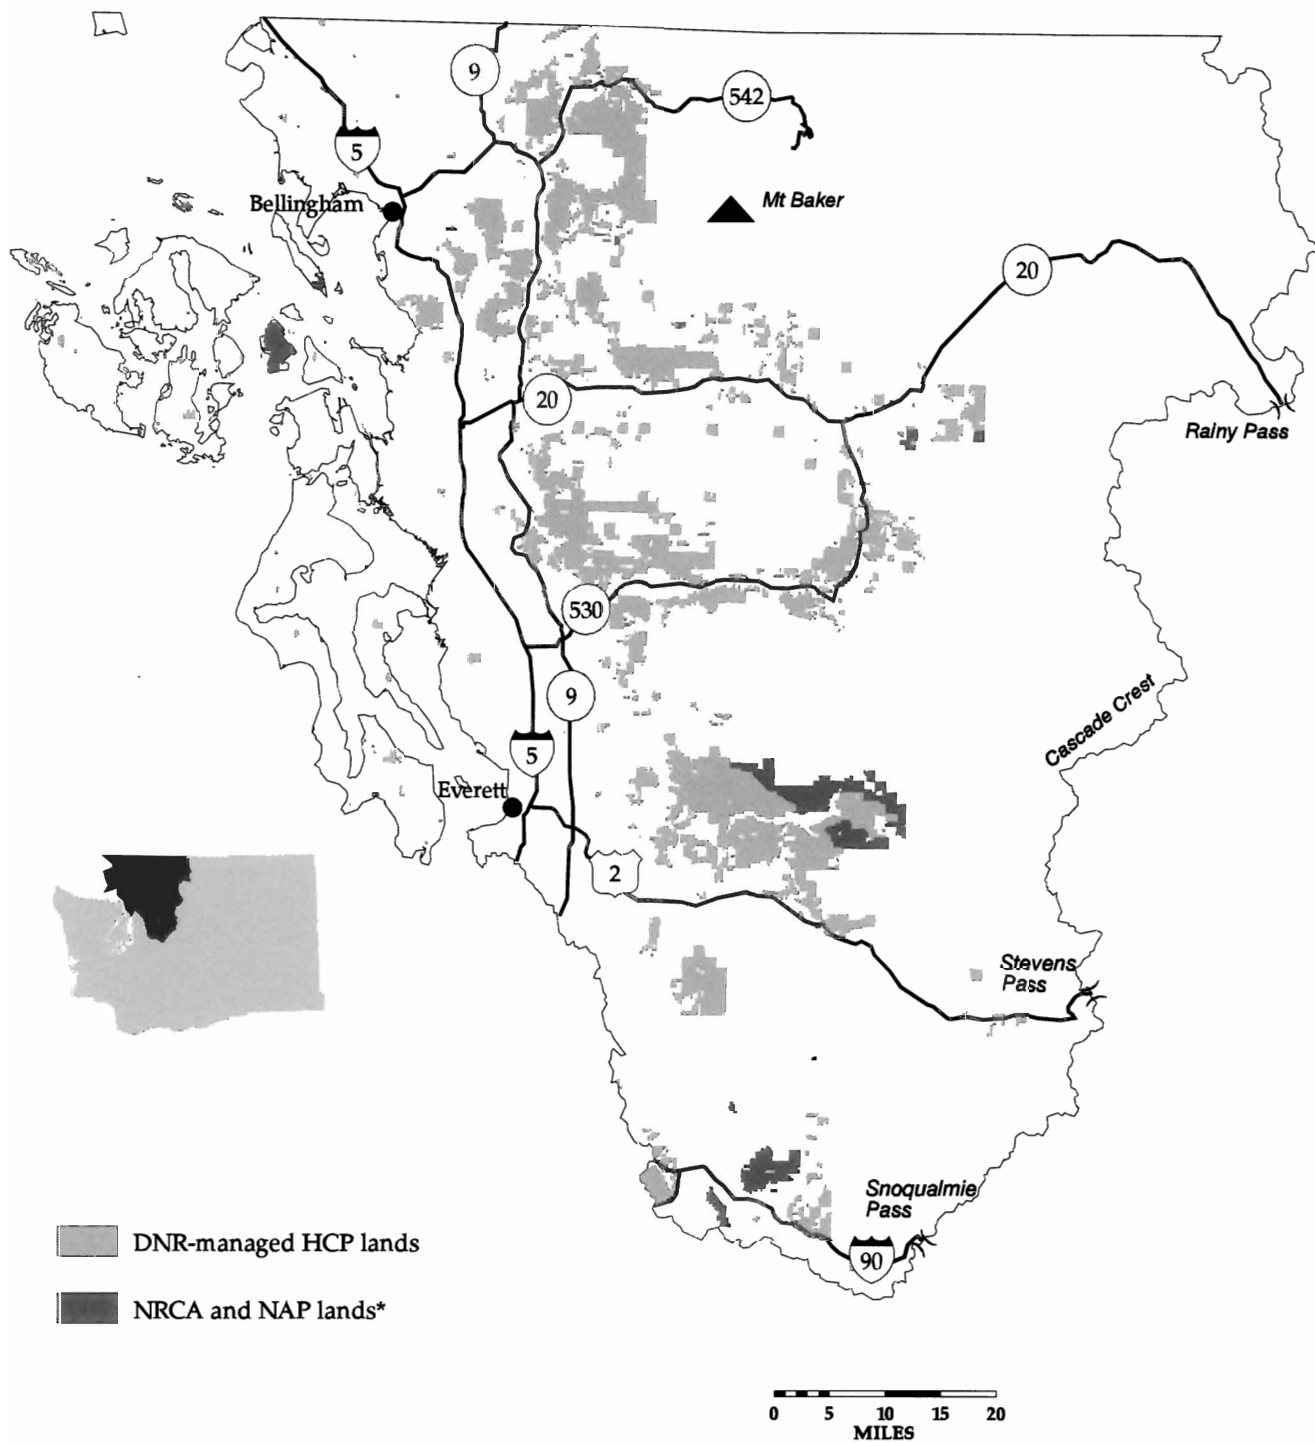 9
542
5
Bellingham
Mt Baker
20
20
Rainy Pass
530
9
Cascade Crest
5
Everett
2
Stevens
Pass
Snoqualmie
Pass
90
DNR-managed HCP lands
NRCA and NAP lands*
0 5 10 15 20
MILES